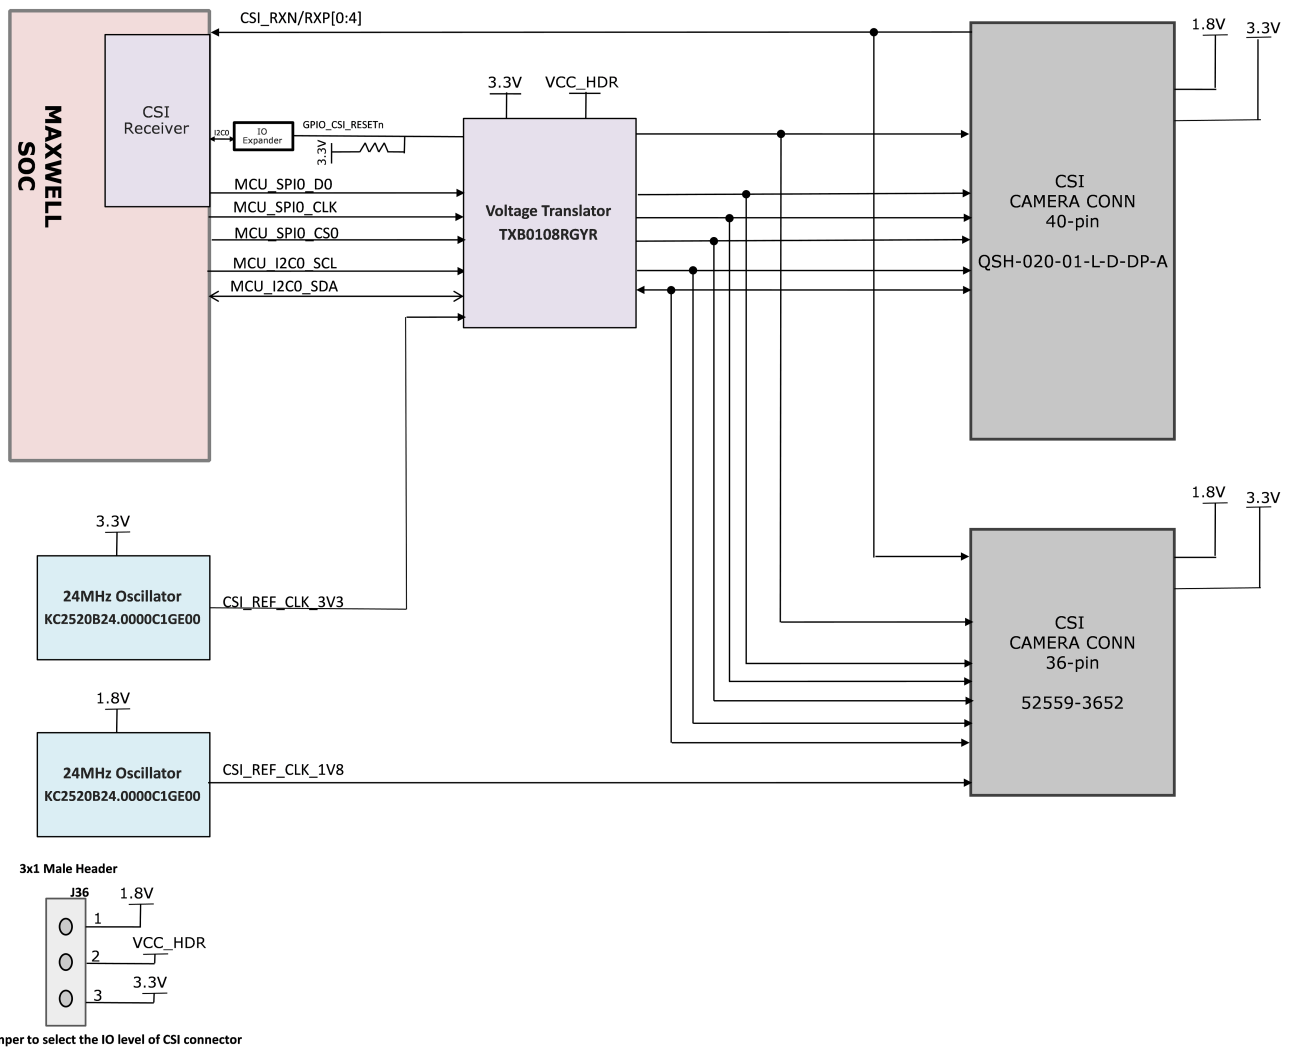 CSI_RXN/RXP[0:4]
MAXWELL
SOC
CSI
Receiver
I2C0
IO
Expander
GPIO_CSI_RESETn
3.3V
3.3V
VCC_HDR
MCU_SPI0_D0
MCU_SPI0_CLK
MCU_SPI0_CS0
MCU_I2C0_SCL
MCU_I2C0_SDA
Voltage Translator
TXB0108RGYR
1.8V
3.3V
CSI
CAMERA CONN
40-pin
QSH-020-01-L-D-DP-A
1.8V
3.3V
CSI
CAMERA CONN
36-pin
52559-3652
3.3V
24MHz Oscillator
KC2520B24.0000C1GE00
CSI_REF_CLK_3V3
1.8V
24MHz Oscillator
KC2520B24.0000C1GE00
CSI_REF_CLK_1V8
3x1 Male Header
J36
1.8V
1
VCC_HDR
2
3.3V
3
to select the IO level of CSI connector